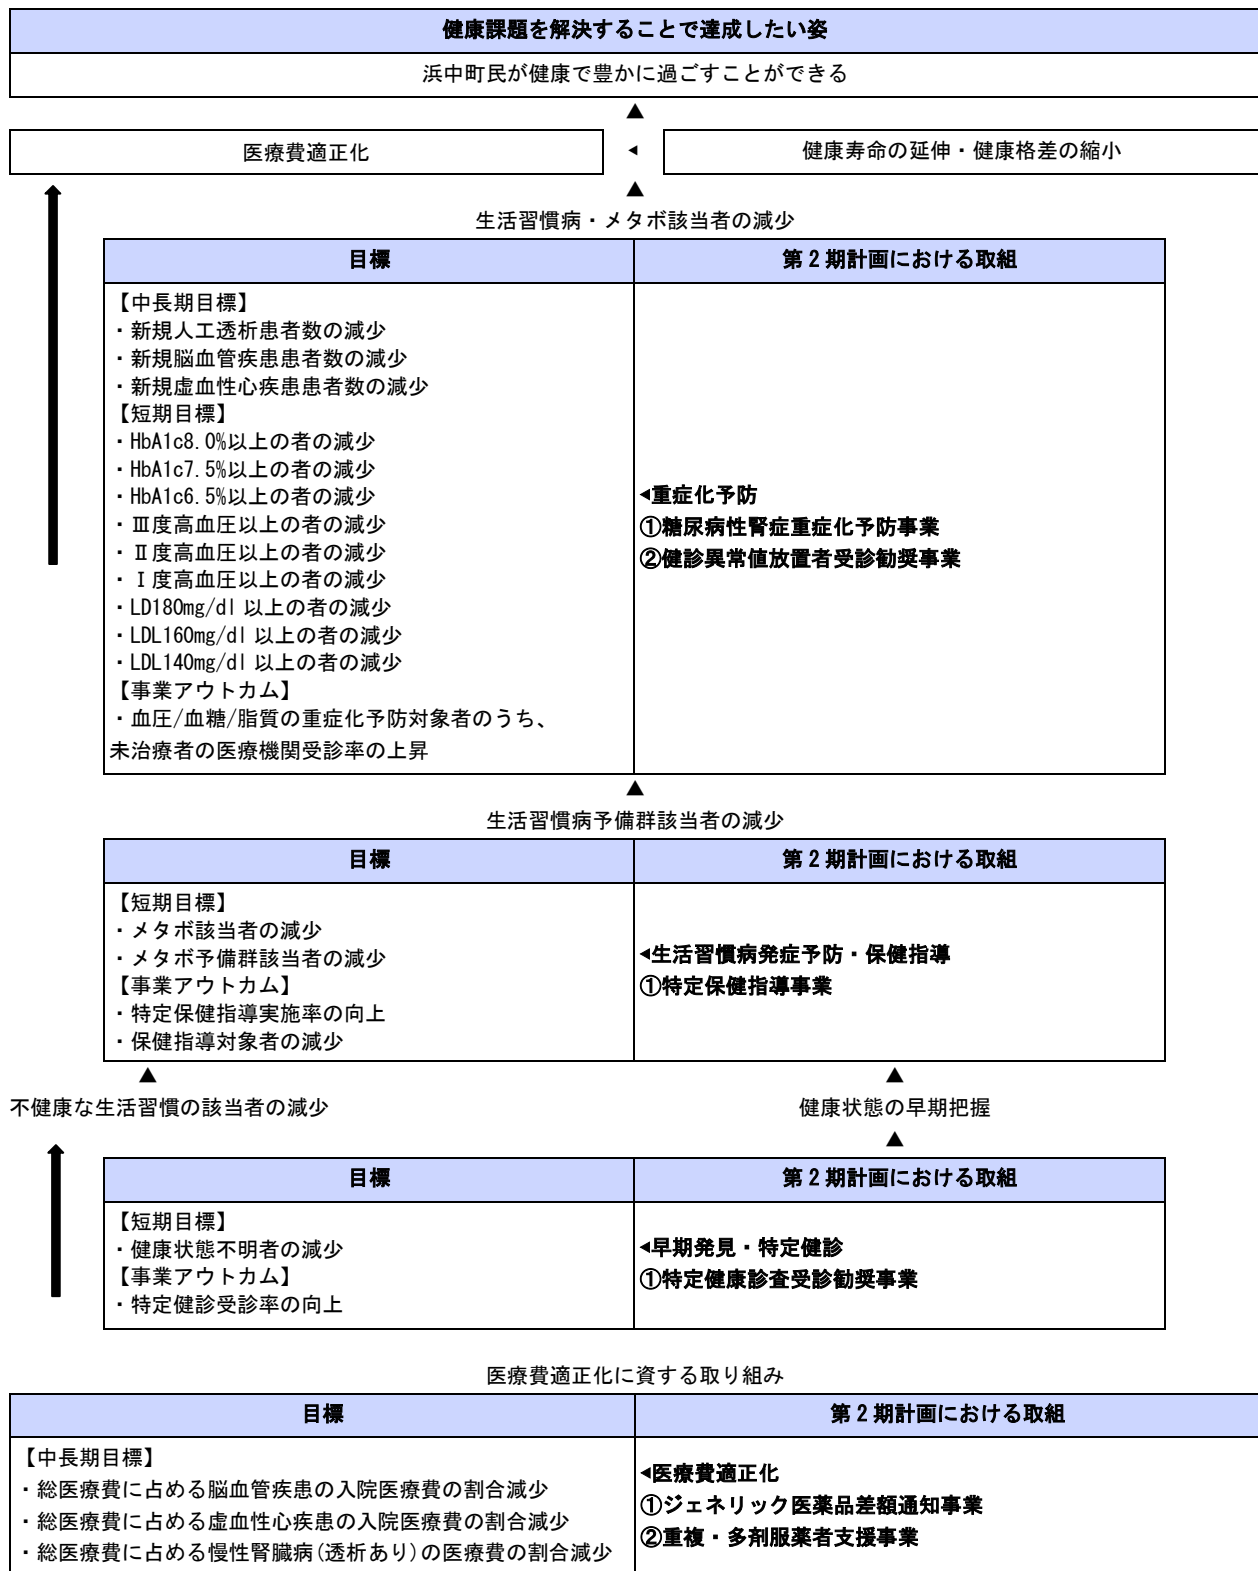 健康課題を解決することで達成したい姿
浜中町民が健康で豊かに過ごすことができる
▲
医療費適正化
◀
健康寿命の延伸・健康格差の縮小
▲
生活習慣病・メタボ該当者の減少
目標
第2期計画における取組
【中長期目標】
・新規人工透析患者数の減少
・新規脳血管疾患患者数の減少
・新規虚血性心疾患患者数の減少
【短期目標】
・HbA1c8.0%以上の者の減少
・HbA1c7.5%以上の者の減少
・HbA1c6.5%以上の者の減少
・Ⅲ度高血圧以上の者の減少
・Ⅱ度高血圧以上の者の減少
・Ⅰ度高血圧以上の者の減少
・LD180mg/dl以上の者の減少
・LDL160mg/dl以上の者の減少
・LDL140mg/dl以上の者の減少
【事業アウトカム】
・血圧/血糖/脂質の重症化予防対象者のうち、
未治療者の医療機関受診率の上昇
◀重症化予防
①糖尿病性腎症重症化予防事業
②健診異常値放置者受診勧奨事業
▲
生活習慣病予備群該当者の減少
目標
第2期計画における取組
【短期目標】
・メタボ該当者の減少
・メタボ予備群該当者の減少
【事業アウトカム】
・特定保健指導実施率の向上
・保健指導対象者の減少
◀生活習慣病発症予防・保健指導
①特定保健指導事業
▲
▲
不健康な生活習慣の該当者の減少
健康状態の早期把握
▲
目標
第2期計画における取組
【短期目標】
・健康状態不明者の減少
【事業アウトカム】
・特定健診受診率の向上
◀早期発見・特定健診
①特定健康診査受診勧奨事業
医療費適正化に資する取り組み
目標
第2期計画における取組
【中長期目標】
・総医療費に占める脳血管疾患の入院医療費の割合減少
・総医療費に占める虚血性心疾患の入院医療費の割合減少
・総医療費に占める慢性腎臓病(透析あり)の医療費の割合減少
◀医療費適正化
①ジェネリック医薬品差額通知事業
②重複・多剤服薬者支援事業